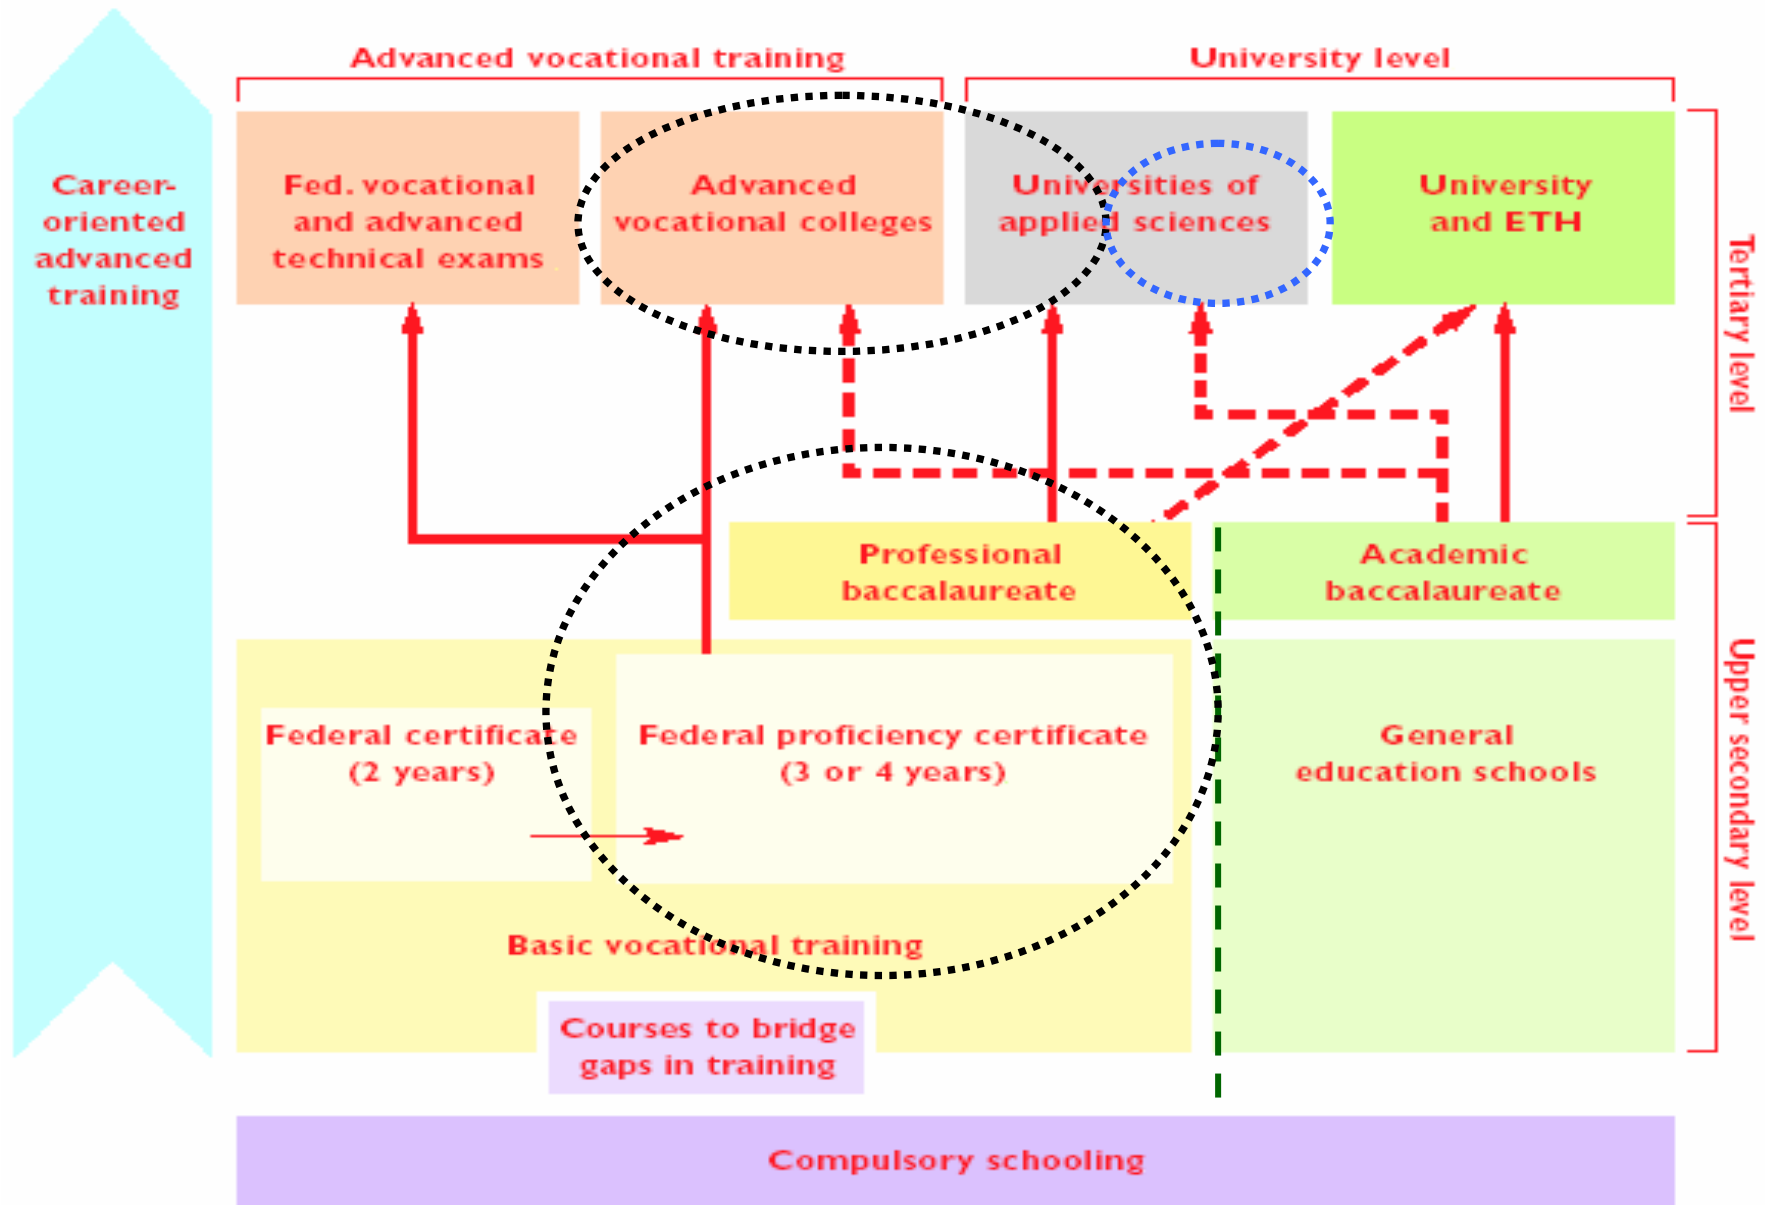 Advanced vocational training
University level
Career-
oriented
advanced
training
Fed. vocational
and advanced
technical exams
Advanced
vocational colleges
Universities of
applied sciences
University
and ETH
Tertiary level
Professional
baccalaureate
Academic
baccalaureate
Federal certificate
(2 years)
Federal proficiency certificate
(3 or 4 years)
General
education schools
Upper secondary level
Basic vocational training
Courses to bridge
gaps in training
Compulsory schooling